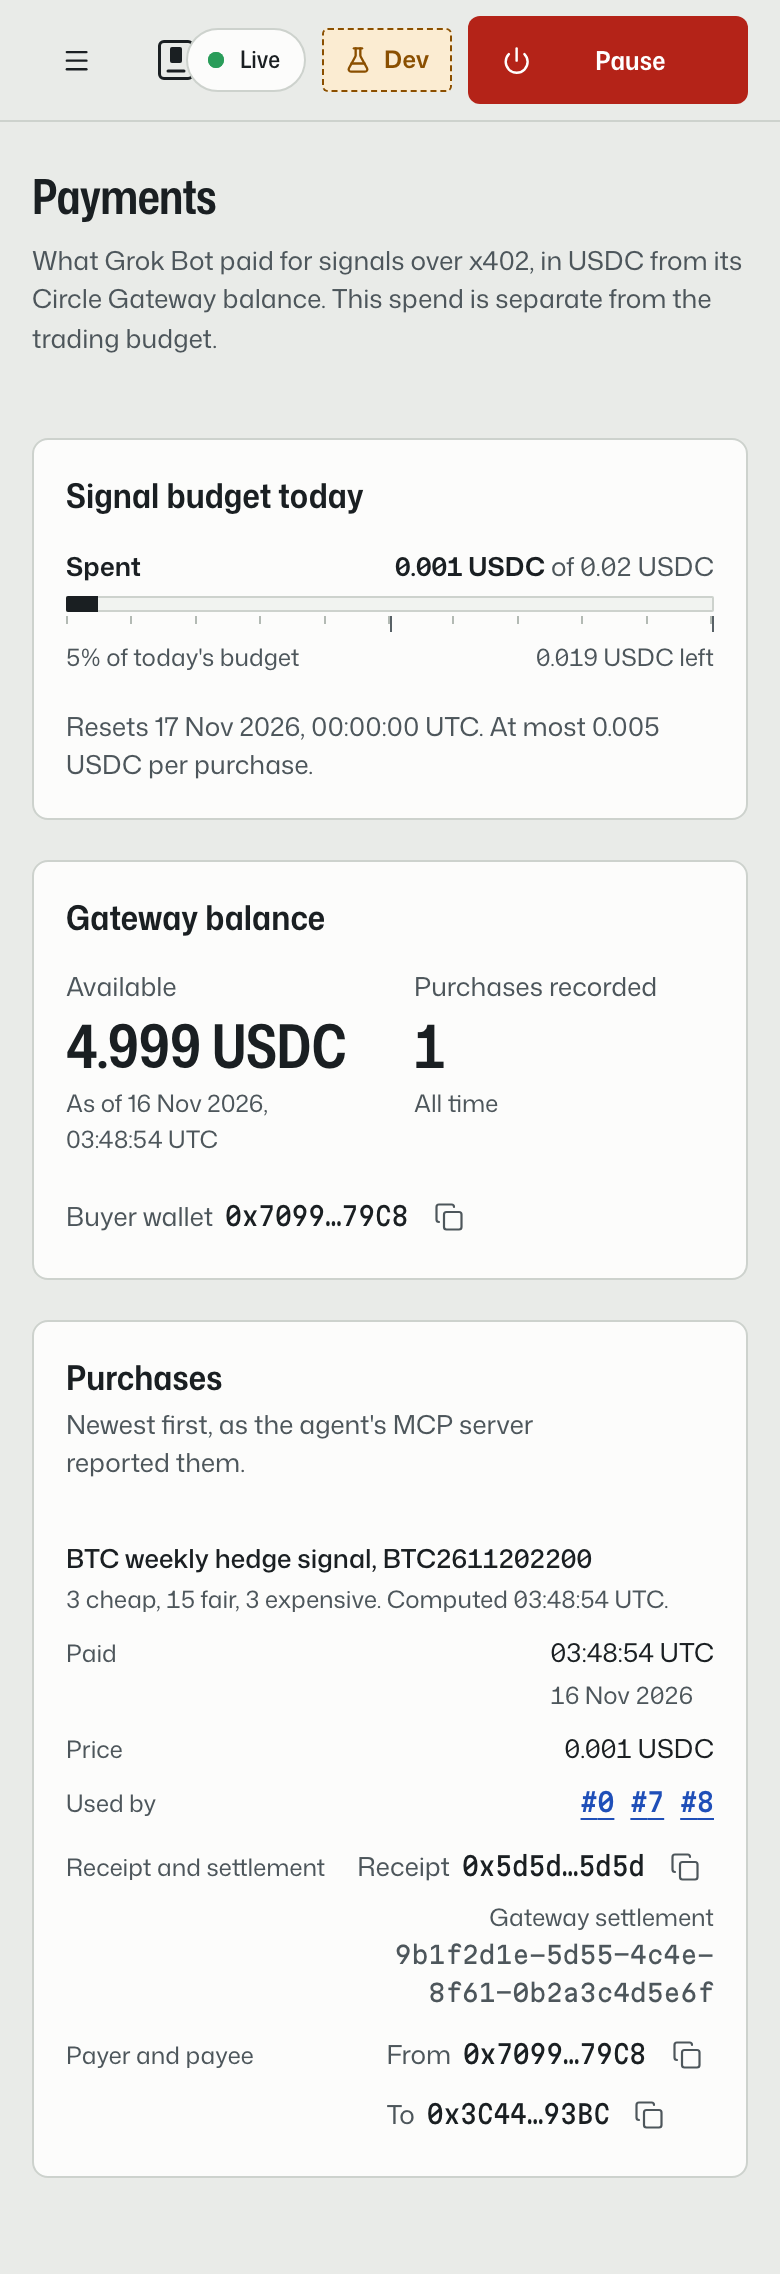 Live
Dev
Pause
Payments
What Grok Bot paid for signals over x402, in USDC from its
Circle Gateway balance. This spend is separate from the
trading budget.
Signal budget today
Spent
0.001 USDC of 0.02 USDC
5% of today's budget
0.019 USDC left
Resets 17 Nov 2026, 00:00:00 UTC. At most 0.005
USDC per purchase.
Gateway balance
Available
Purchases recorded
4.999 USDC
1
As of 16 Nov 2026,
03:48:54 UTC
All time
Buyer wallet 0x7099…79C8
Purchases
Newest first, as the agent's MCP server
reported them.
BTC weekly hedge signal, BTC2611202200
3 cheap, 15 fair, 3 expensive. Computed 03:48:54 UTC.
Paid
03:48:54 UTC
16 Nov 2026
Price
0.001 USDC
Used by
#0 #7 #8
Receipt and settlement
Receipt 0x5d5d…5d5d
Gateway settlement
9b1f2d1e-5d55-4c4e-
8f61-0b2a3c4d5e6f
Payer and payee
From 0x7099…79C8
To 0x3C44…93BC